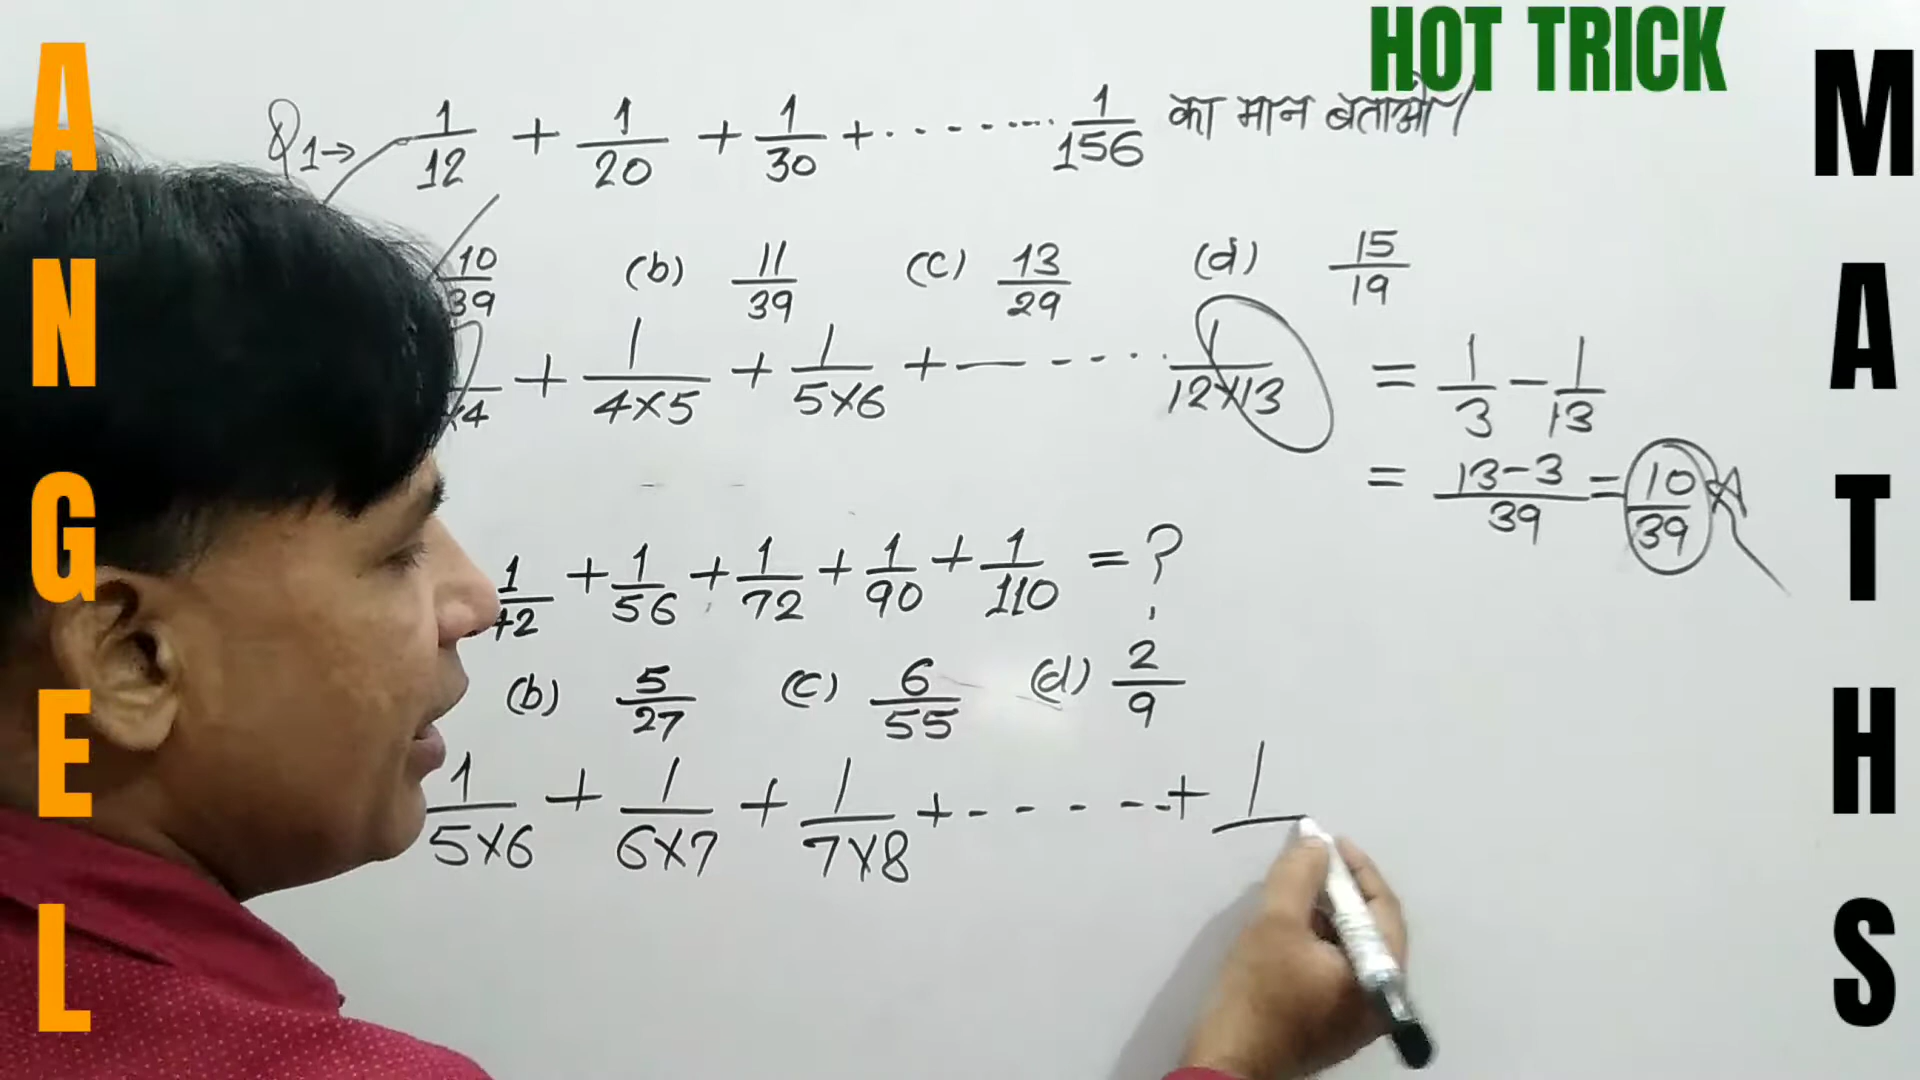 HOT TRICK
ANGEL
MATHS
Q1→ 1/12 + 1/20 + 1/30 + ........ 1/156 का मान बताओ।
10/39 (b) 11/39 (c) 13/29 (d) 15/19
×4 + 1/4×5 + 1/5×6 + — - - - · · 1/12×13 = 1/3 − 1/13
= 13−3/39 = 10/39
1/42 + 1/56 + 1/72 + 1/90 + 1/110 = ?
(b) 5/27 (c) 6/55 (d) 2/9
1/5×6 + 1/6×7 + 1/7×8 + - - - - - + 1/